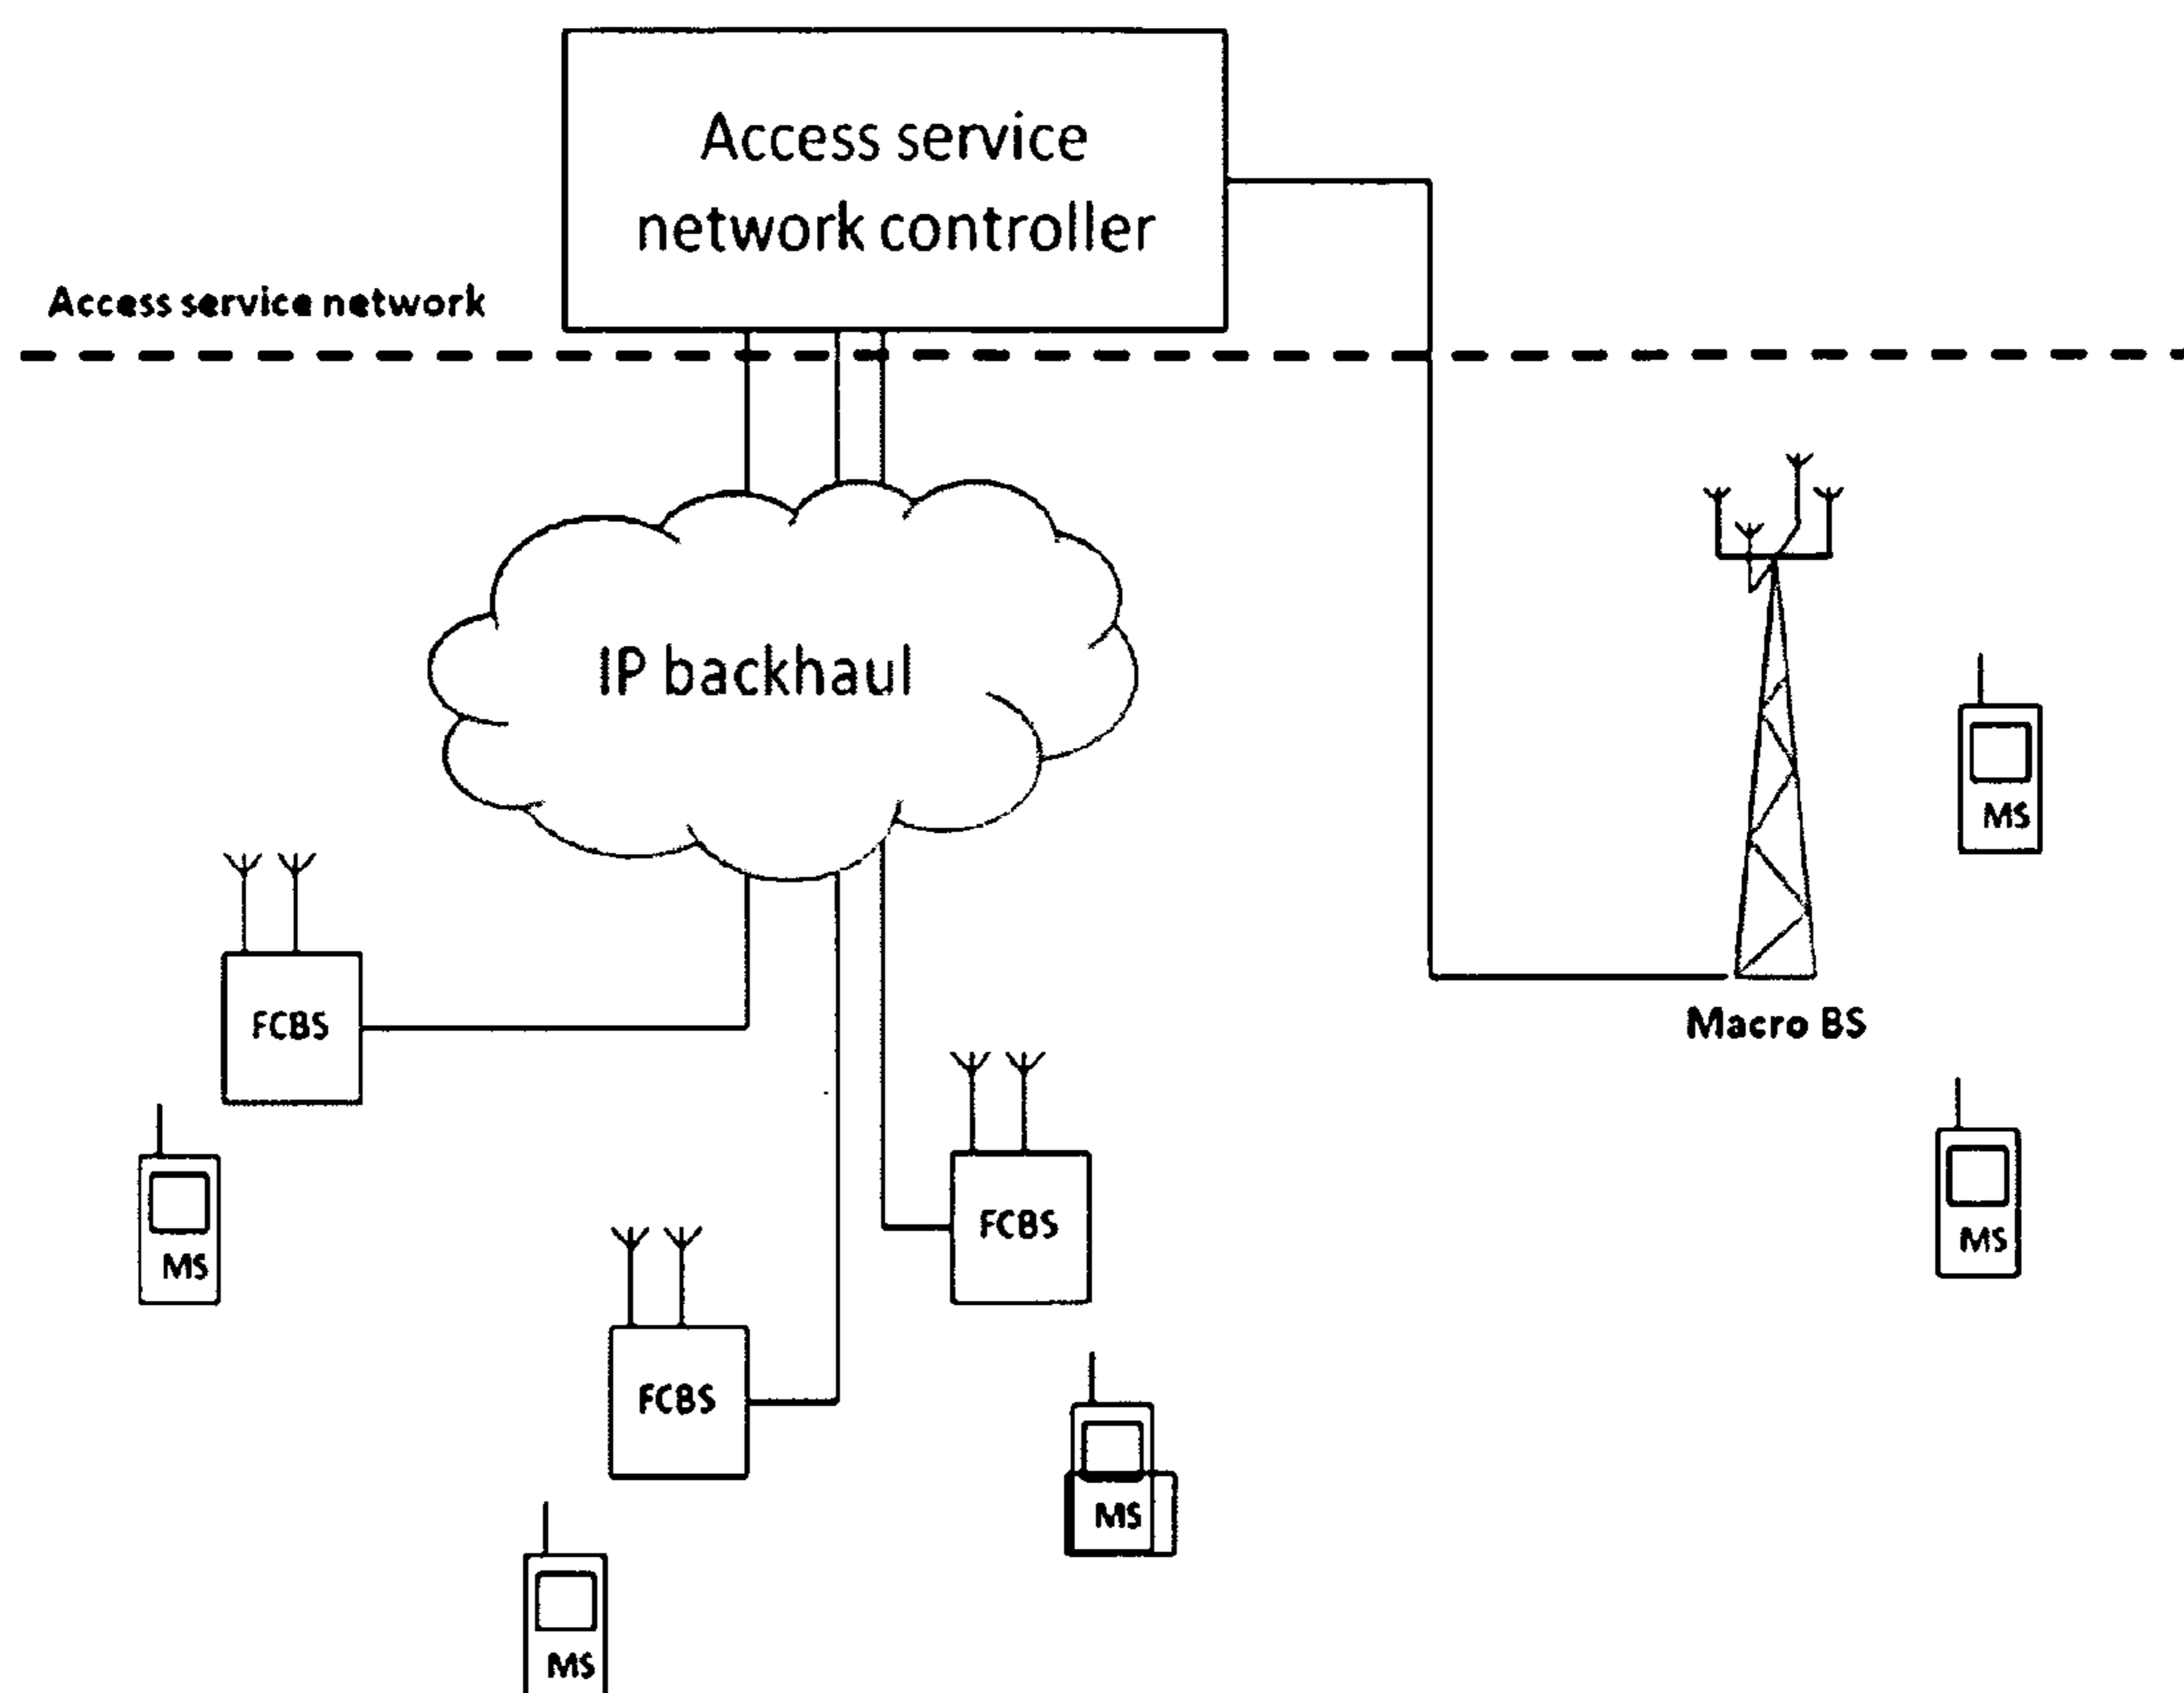 Access service
network controller
Access service network
IP backhaul
MS
FCBS
Macro BS
MS
FCBS
MS
FCBS
MS
MS